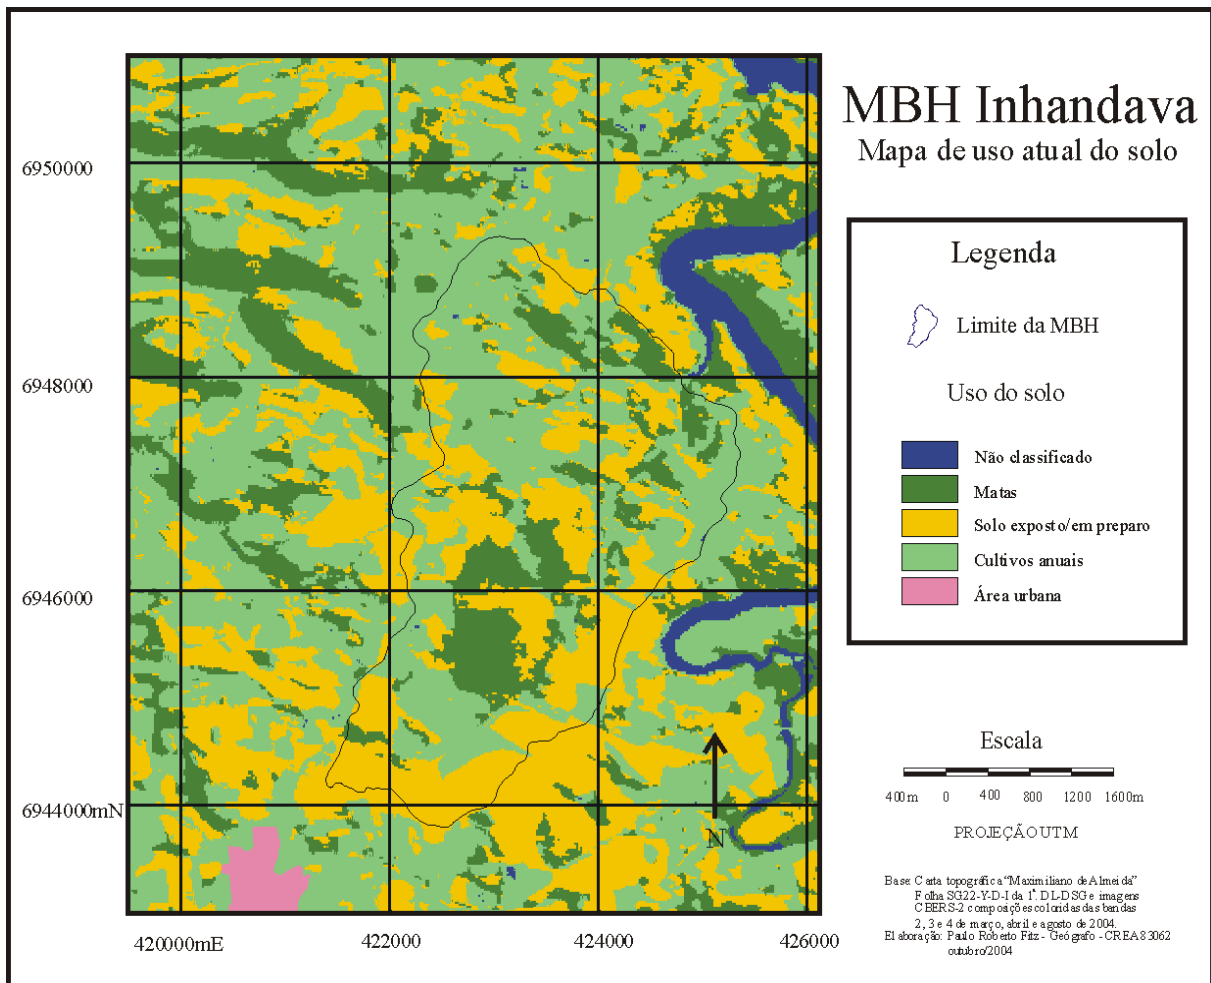 MBH Inhandava
Mapa de uso atual do solo
6950000
6948000
6946000
6944000mN
420000mE
422000
424000
426000
N
Legenda
Limite da MBH
Uso do solo
Não classificado
Matas
Solo exposto/em preparo
Cultivos anuais
Área urbana
Escala
400m 0 400 800 1200 1600m
PROJEÇÃO UTM
Base: Carta topográfica "Maximiliano de Almeida"
Folha SG22-Y-D-I da 1ª DL-DSG e imagens
CBERS-2 composições coloridas das bandas
2, 3 e 4 de março, abril e agosto de 2004.
Elaboração: Paulo Roberto Fitz - Geógrafo - CREA 83062
outubro/2004